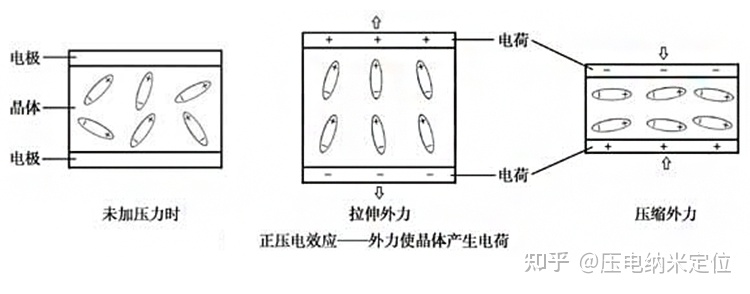 电极
晶体
电极
未加压力时
+ + +
− − −
拉伸外力
电荷
电荷
− − −
+ + +
压缩外力
正压电效应——外力使晶体产生电荷
知乎 @压电纳米定位